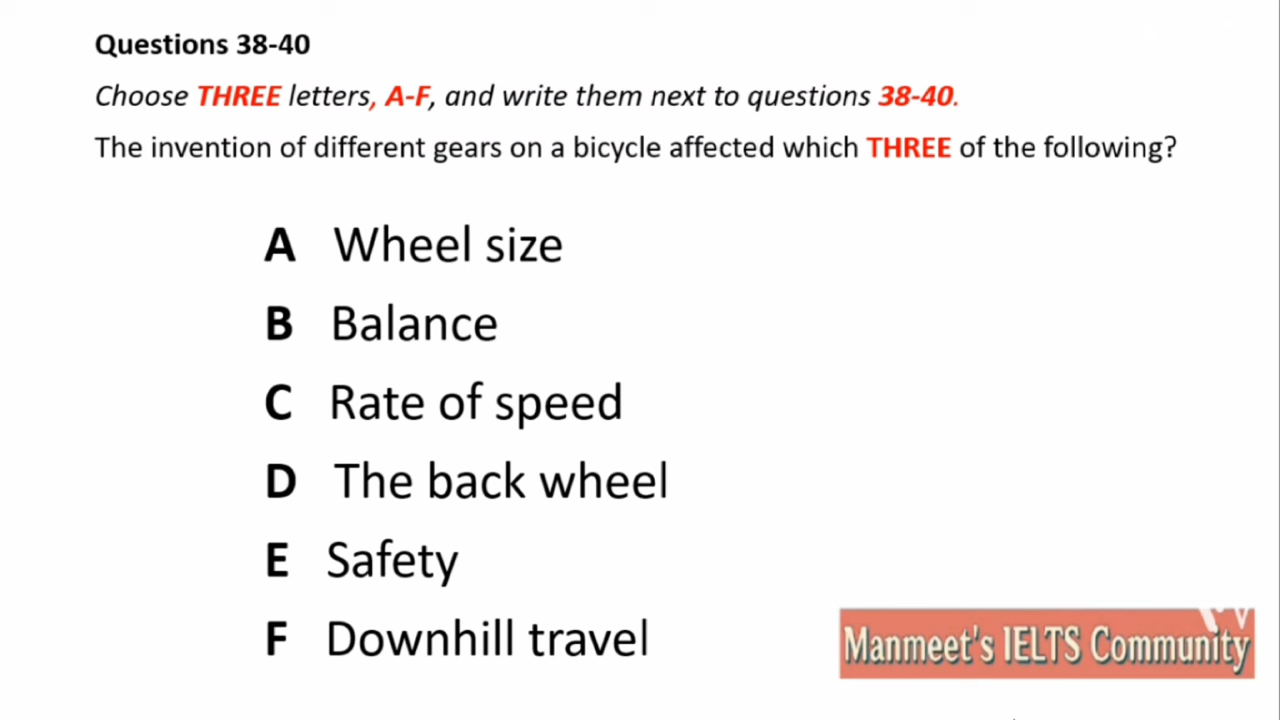 Questions 38-40
Choose THREE letters, A-F, and write them next to questions 38-40.
The invention of different gears on a bicycle affected which THREE of the following?
A Wheel size
B Balance
C Rate of speed
D The back wheel
E Safety
F Downhill travel
Manmeet's IELTS Community